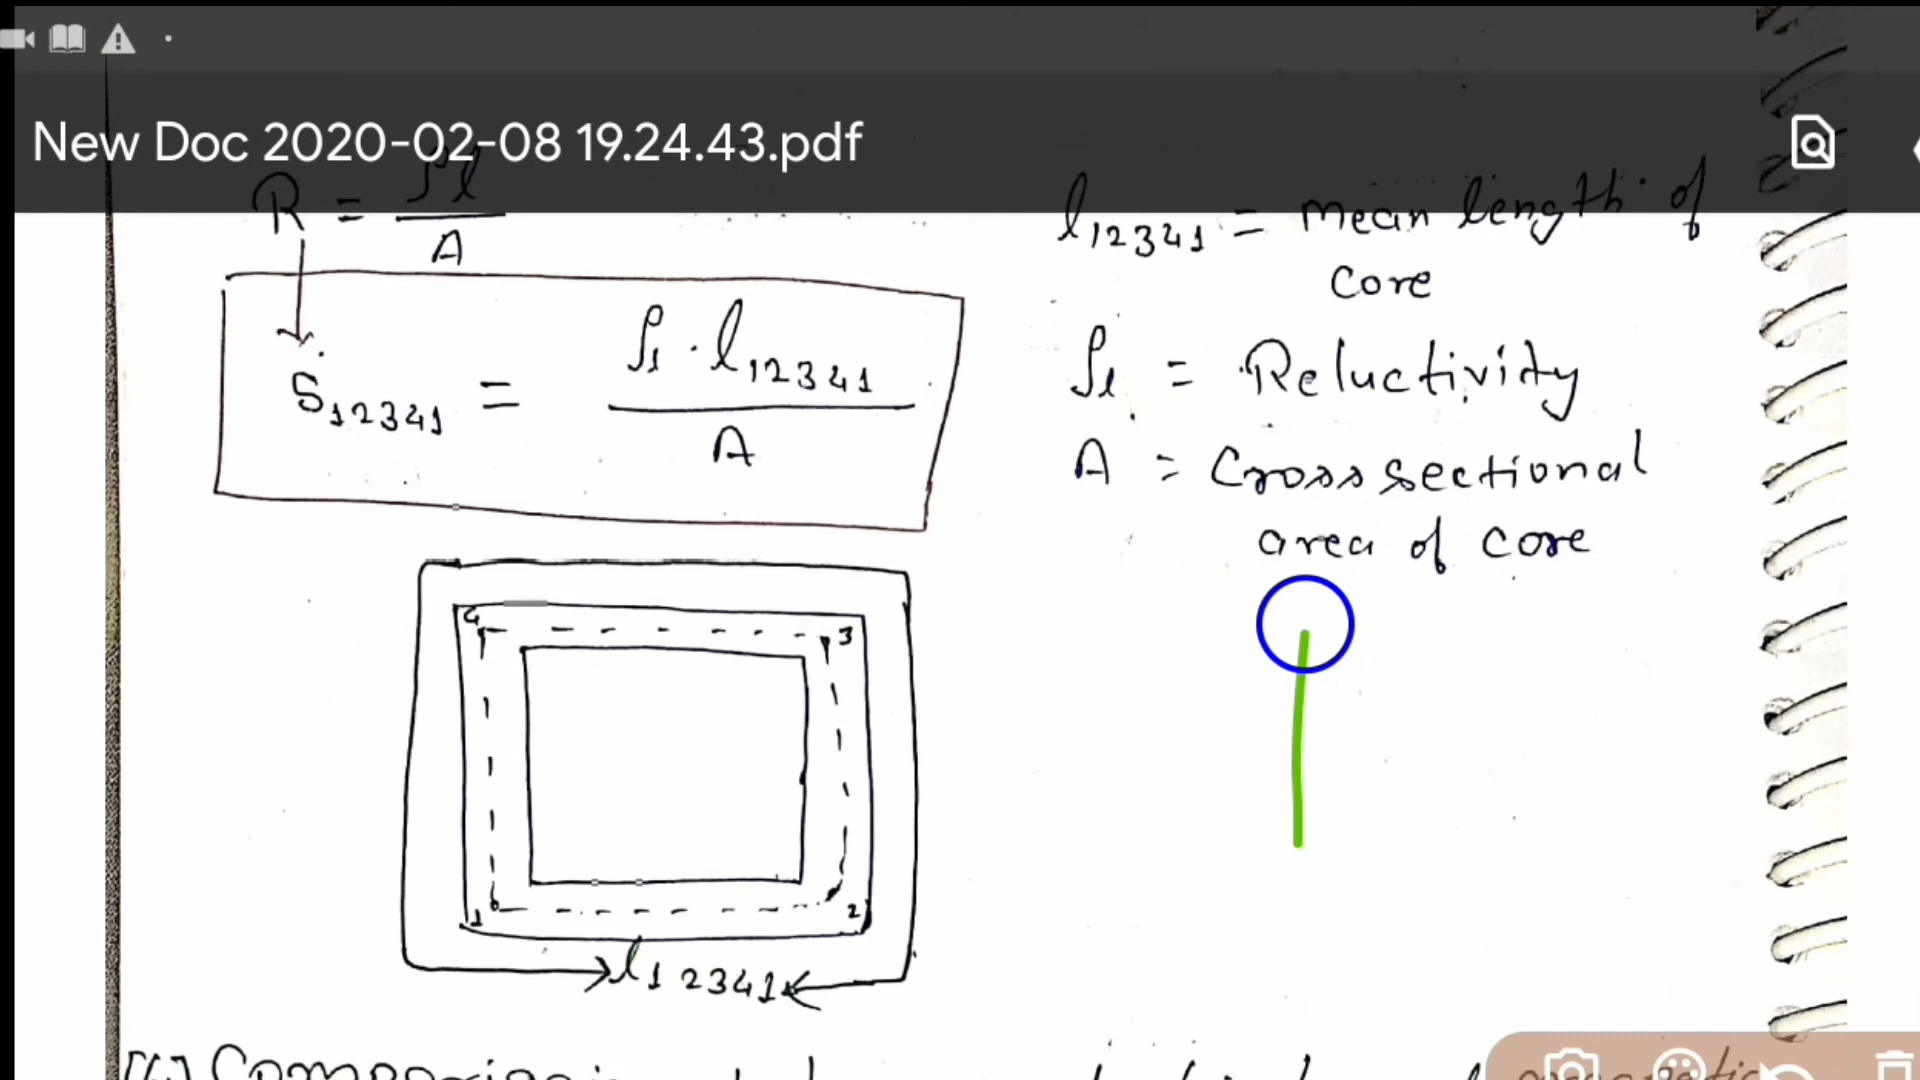 New Doc 2020-02-08 19.24.43.pdf
R = ρl / A
S₁₂₃₄₁ = ρ₁ · l₁₂₃₄₁ / A
l₁₂₃₄₁ = mean length of
core
= Reluctivity
A = Cross sectional
area of core
4 3
1 2
l₁₂₃₄₁